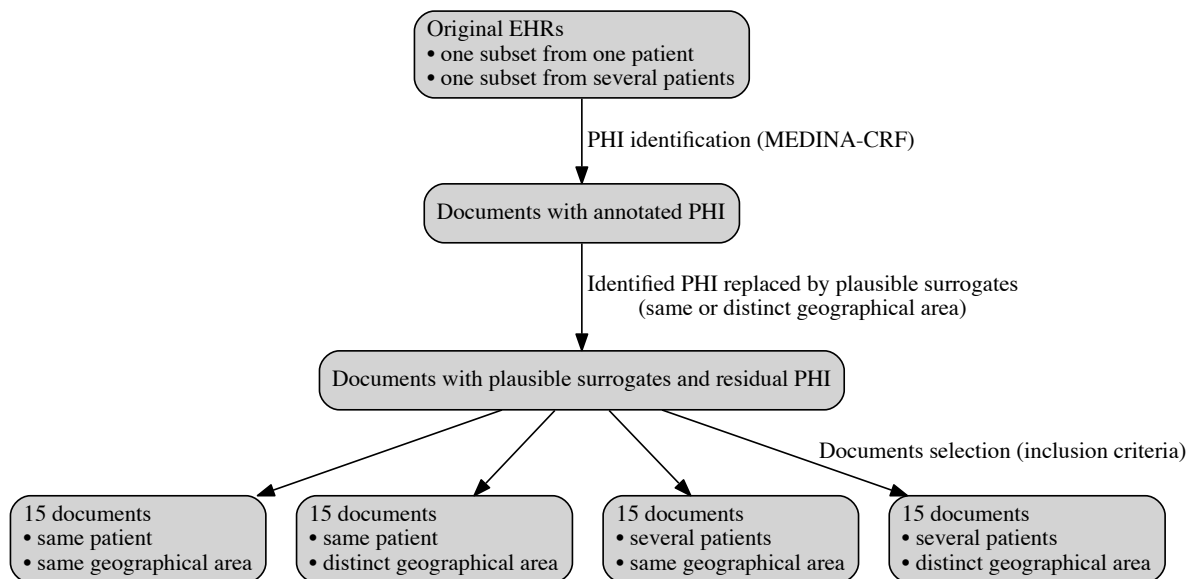 Original EHRs
• one subset from one patient
• one subset from several patients
PHI identification (MEDINA-CRF)
Documents with annotated PHI
Identified PHI replaced by plausible surrogates
(same or distinct geographical area)
Documents with plausible surrogates and residual PHI
Documents selection (inclusion criteria)
15 documents
• same patient
• same geographical area
15 documents
• same patient
• distinct geographical area
15 documents
• several patients
• same geographical area
15 documents
• several patients
• distinct geographical area